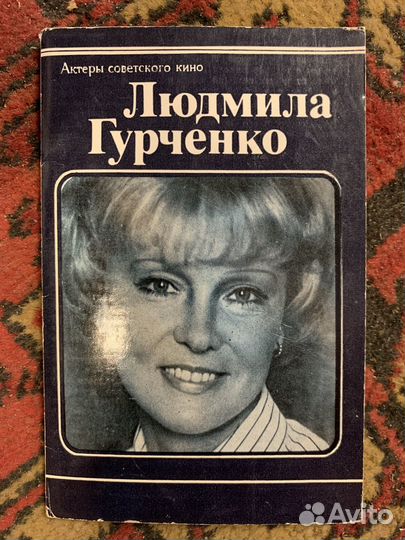 Актеры советского кино
Людмила
Гурченко
Avito